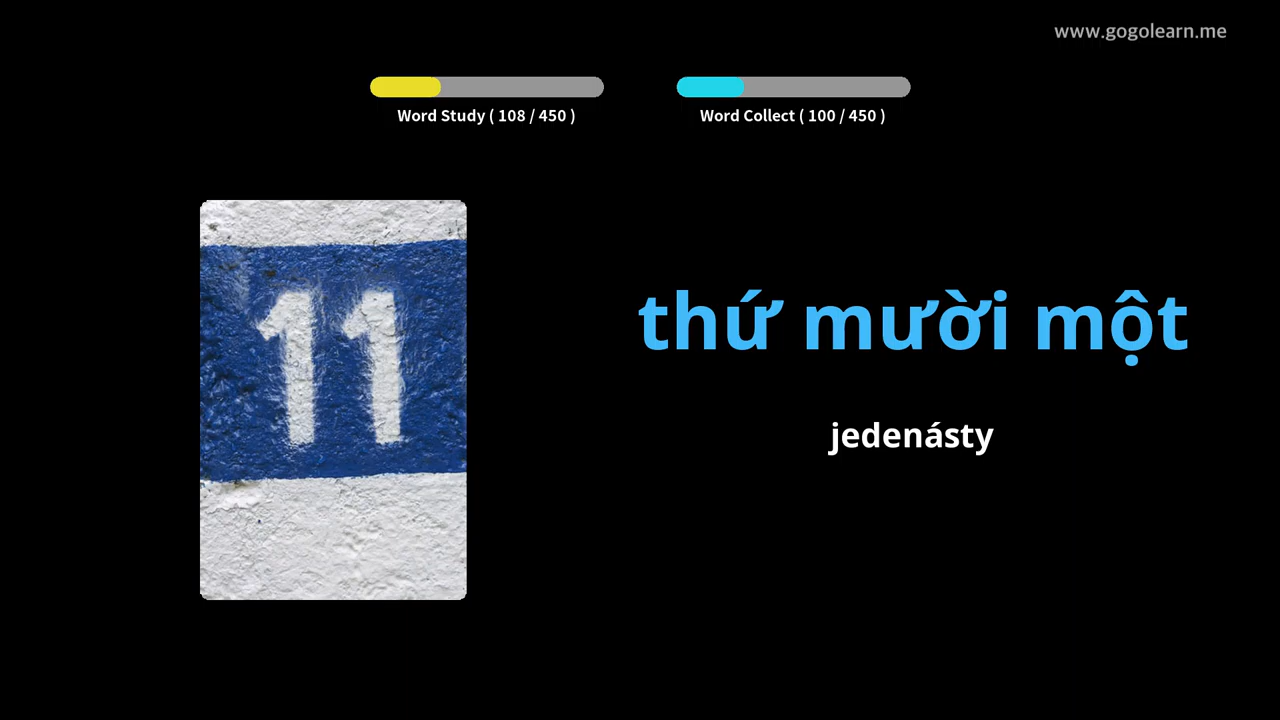 www.gogolearn.me
Word Study ( 108 / 450 )
Word Collect ( 100 / 450 )
11
thứ mười một
jedenásty